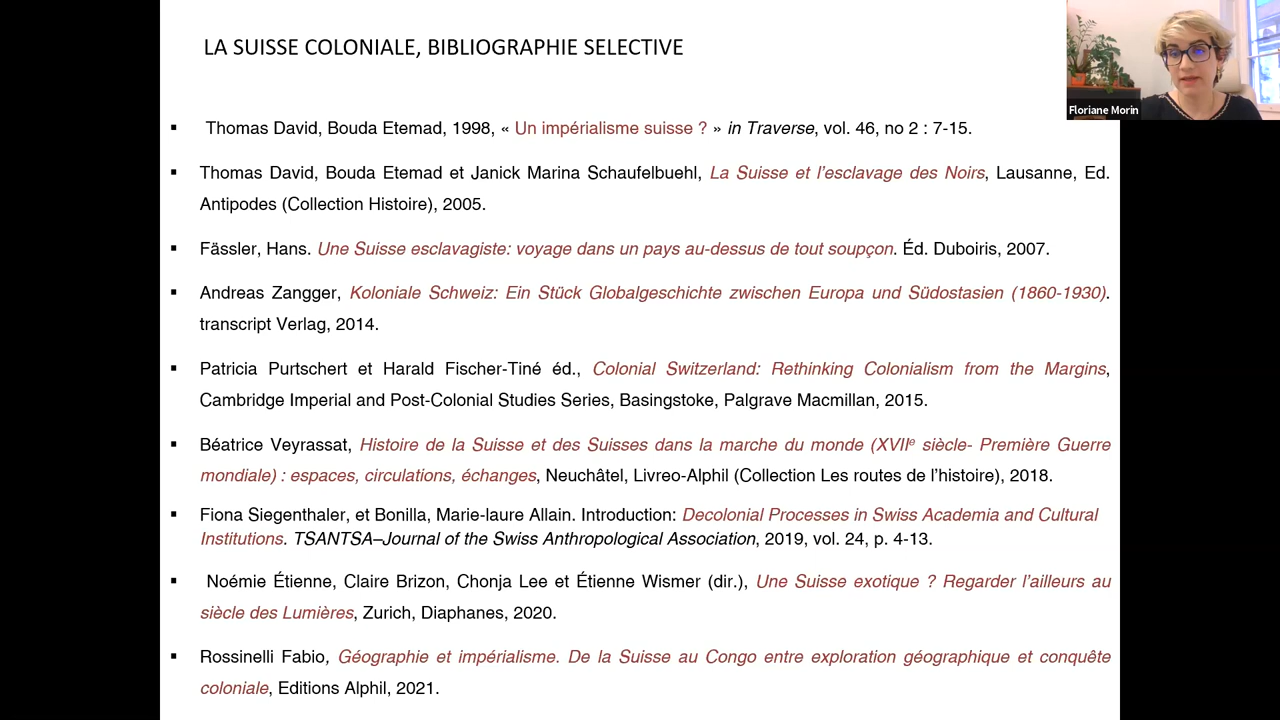 LA SUISSE COLONIALE, BIBLIOGRAPHIE SELECTIVE
Floriane Morin
▪ Thomas David, Bouda Etemad, 1998, « Un impérialisme suisse ? » in Traverse, vol. 46, no 2 : 7-15.
▪ Thomas David, Bouda Etemad et Janick Marina Schaufelbuehl, La Suisse et l’esclavage des Noirs, Lausanne, Ed.
Antipodes (Collection Histoire), 2005.
▪ Fässler, Hans. Une Suisse esclavagiste: voyage dans un pays au-dessus de tout soupçon. Éd. Duboiris, 2007.
▪ Andreas Zangger, Koloniale Schweiz: Ein Stück Globalgeschichte zwischen Europa und Südostasien (1860-1930).
transcript Verlag, 2014.
▪ Patricia Purtschert et Harald Fischer-Tiné éd., Colonial Switzerland: Rethinking Colonialism from the Margins,
Cambridge Imperial and Post-Colonial Studies Series, Basingstoke, Palgrave Macmillan, 2015.
▪ Béatrice Veyrassat, Histoire de la Suisse et des Suisses dans la marche du monde (XVIIe siècle- Première Guerre
mondiale) : espaces, circulations, échanges, Neuchâtel, Livreo-Alphil (Collection Les routes de l’histoire), 2018.
▪ Fiona Siegenthaler, et Bonilla, Marie-laure Allain. Introduction: Decolonial Processes in Swiss Academia and Cultural
Institutions. TSANTSA–Journal of the Swiss Anthropological Association, 2019, vol. 24, p. 4-13.
▪ Noémie Étienne, Claire Brizon, Chonja Lee et Étienne Wismer (dir.), Une Suisse exotique ? Regarder l’ailleurs au
siècle des Lumières, Zurich, Diaphanes, 2020.
▪ Rossinelli Fabio, Géographie et impérialisme. De la Suisse au Congo entre exploration géographique et conquête
coloniale, Editions Alphil, 2021.